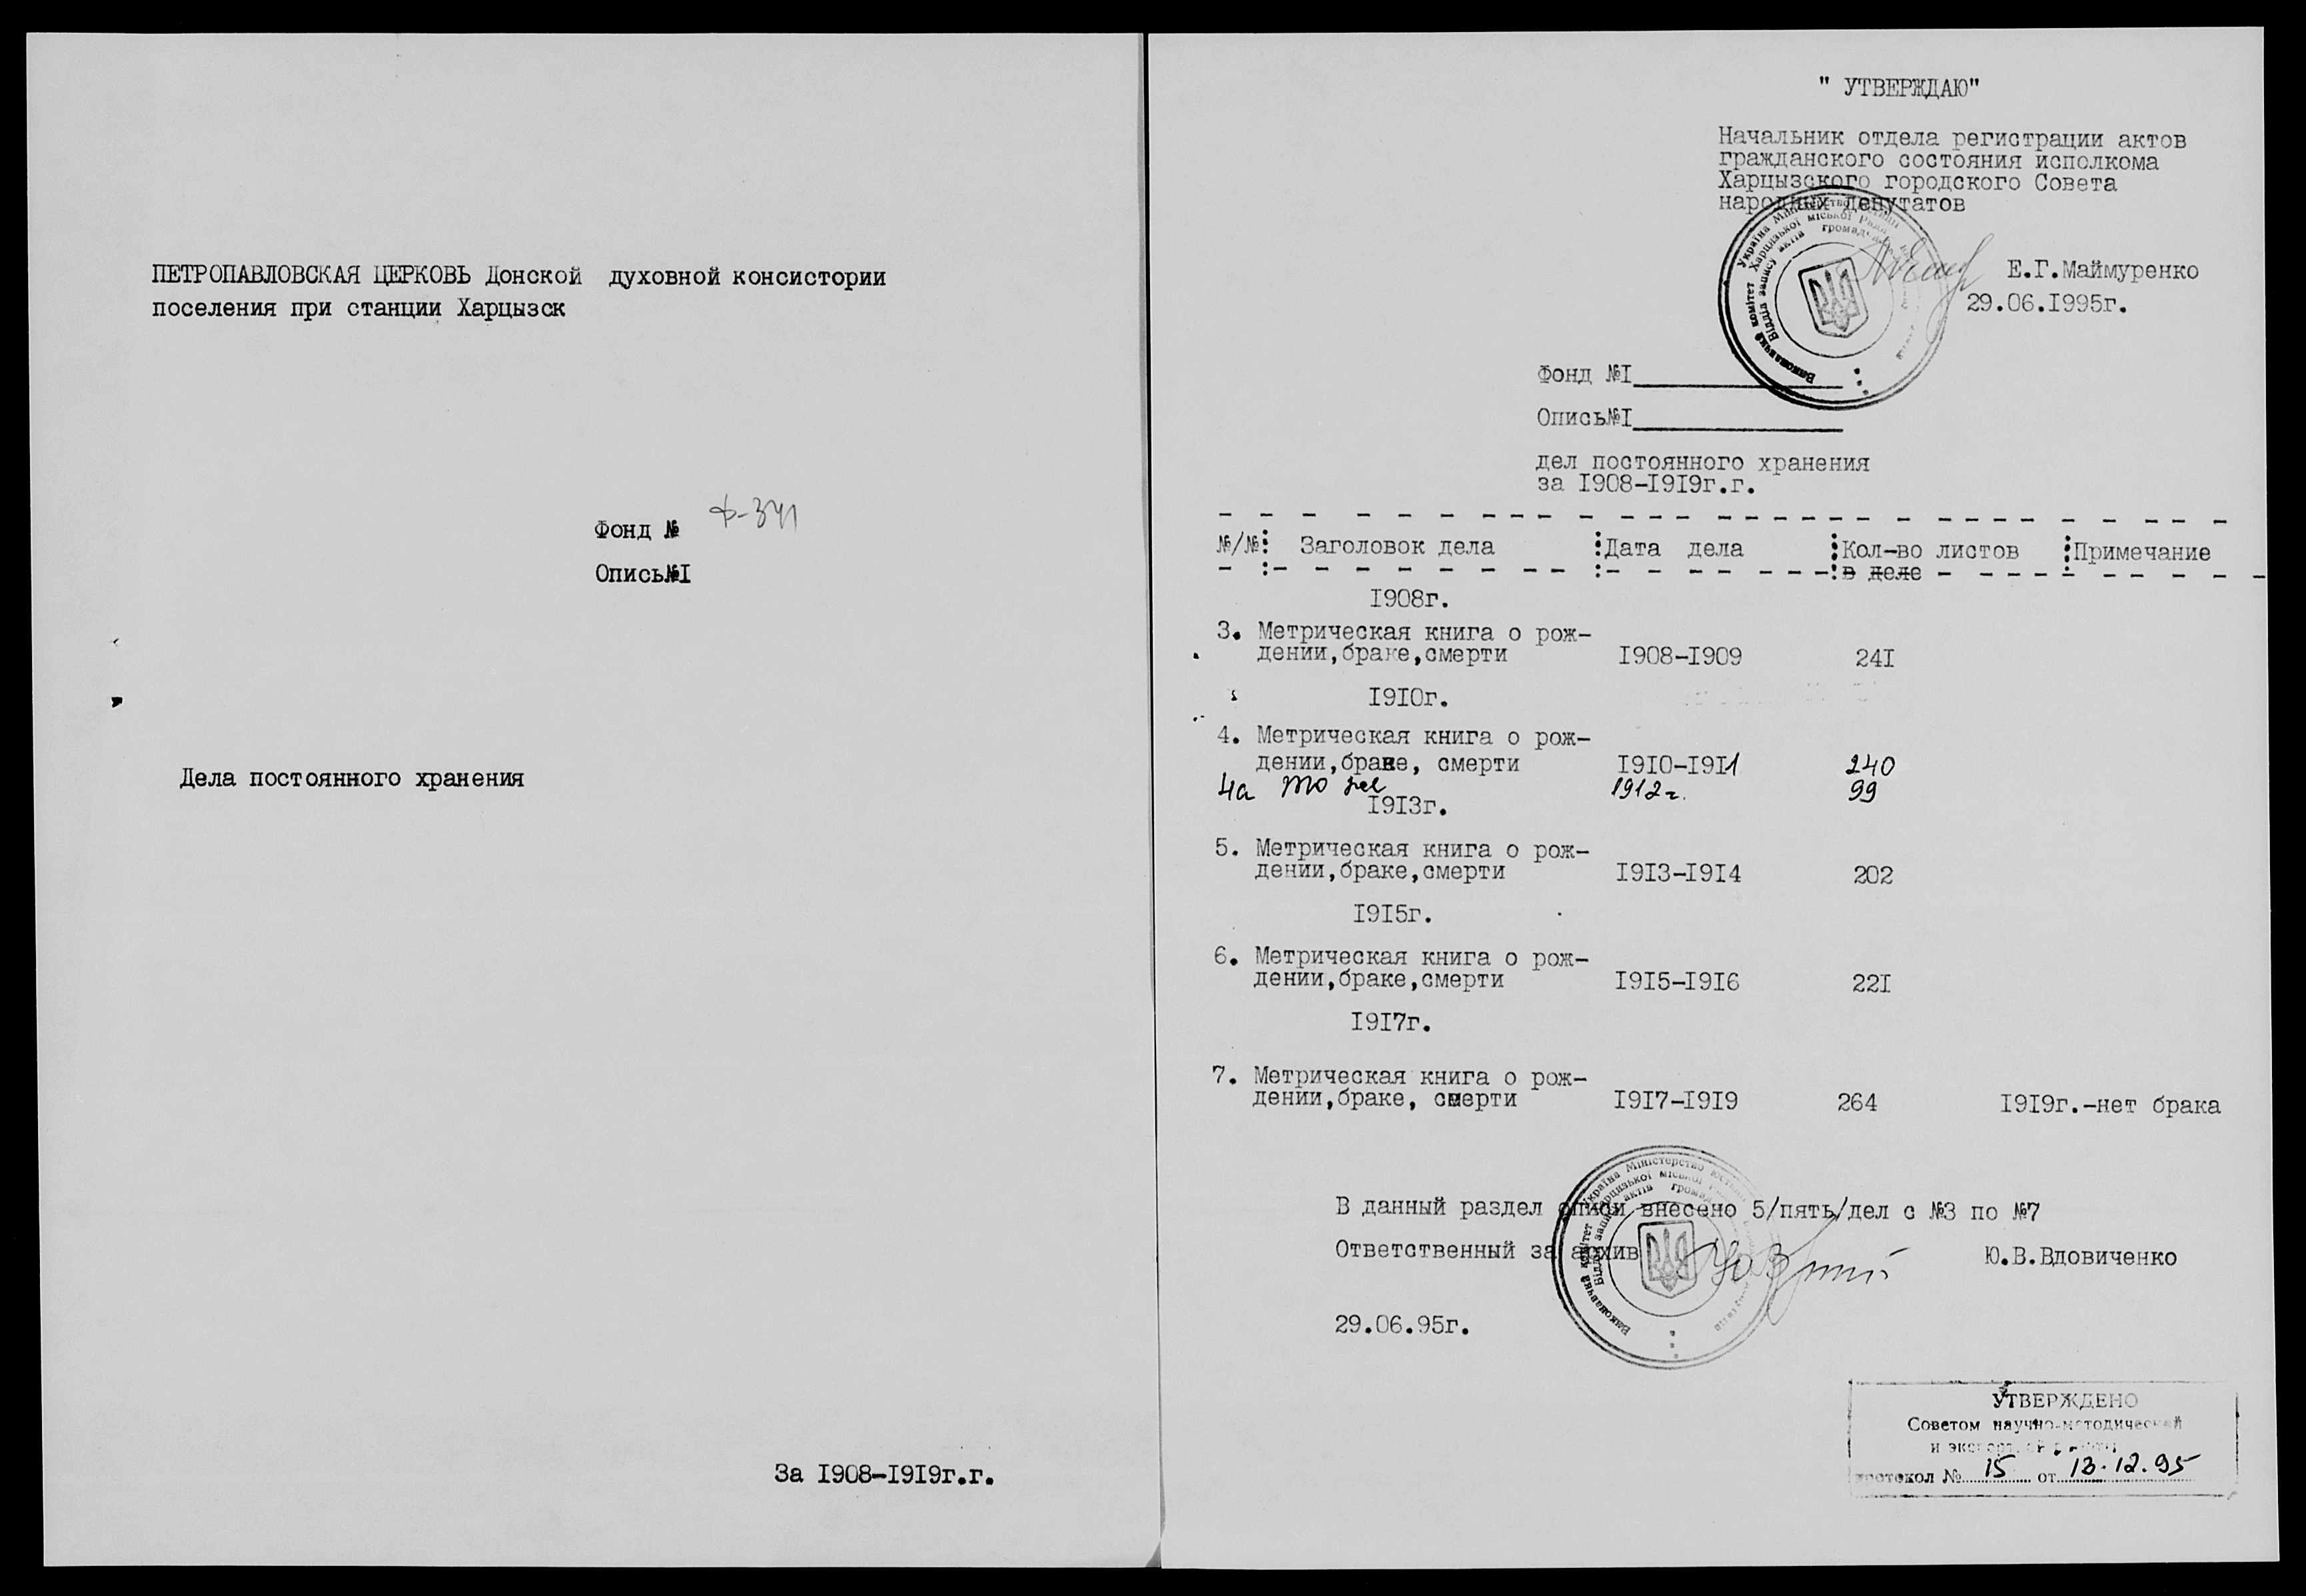 ПЕТРОПАВЛОВСКАЯ ЦЕРКОВЬ Донской духовной консистории
поселения при станции Харцызск
Фонд № Ф-341
Опись№I
Дела постоянного хранения
За I908-I9I9г.г.
" УТВЕРЖДАЮ"
Начальник отдела регистрации актов
гражданского состояния исполкома
Харцызского городского Совета
народных депутатов
Е.Г.Маймуренко
29.06.I995г.
Фонд №I
Опись№I
дел постоянного хранения
за I908-I9I9г.г.
№/№: Заголовок дела :Дата дела :Кол-во листов :Примечание
в деле
I908г.
3. Метрическая книга о рож-
дении,браке,смерти I908-I909 24I
I9I0г.
4. Метрическая книга о рож-
дении,браке, смерти I9I0-I9I1 240
4а то же 1912г. 99
I9I3г.
5. Метрическая книга о рож-
дении,браке,смерти I9I3-I9I4 202
I9I5г.
6. Метрическая книга о рож-
дении,браке,смерти I9I5-I9I6 22I
I9I7г.
7. Метрическая книга о рож-
дении,браке, смерти I9I7-I9I9 264 I9I9г.-нет брака
В данный раздел описи внесено 5/пять/дел с №3 по №7
Ответственный за архив Ю.В.Вдовиченко
29.06.95г.
УТВЕРЖДЕНО
Советом научно-методической
и
протокол № 15 от 13.12.95